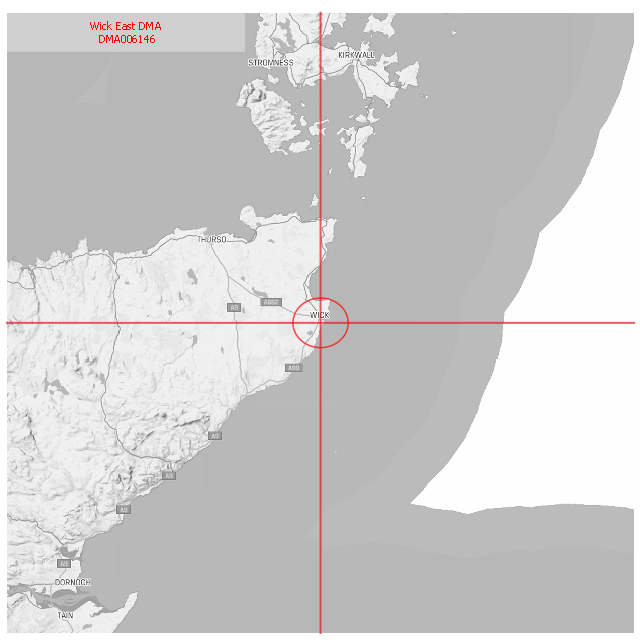 Wick East DMA
DMA006146
STROMNESS
KIRKWALL
THURSO
A9
A882
WICK
A99
A9
A9
A9
A9
DORNOCH
TAIN